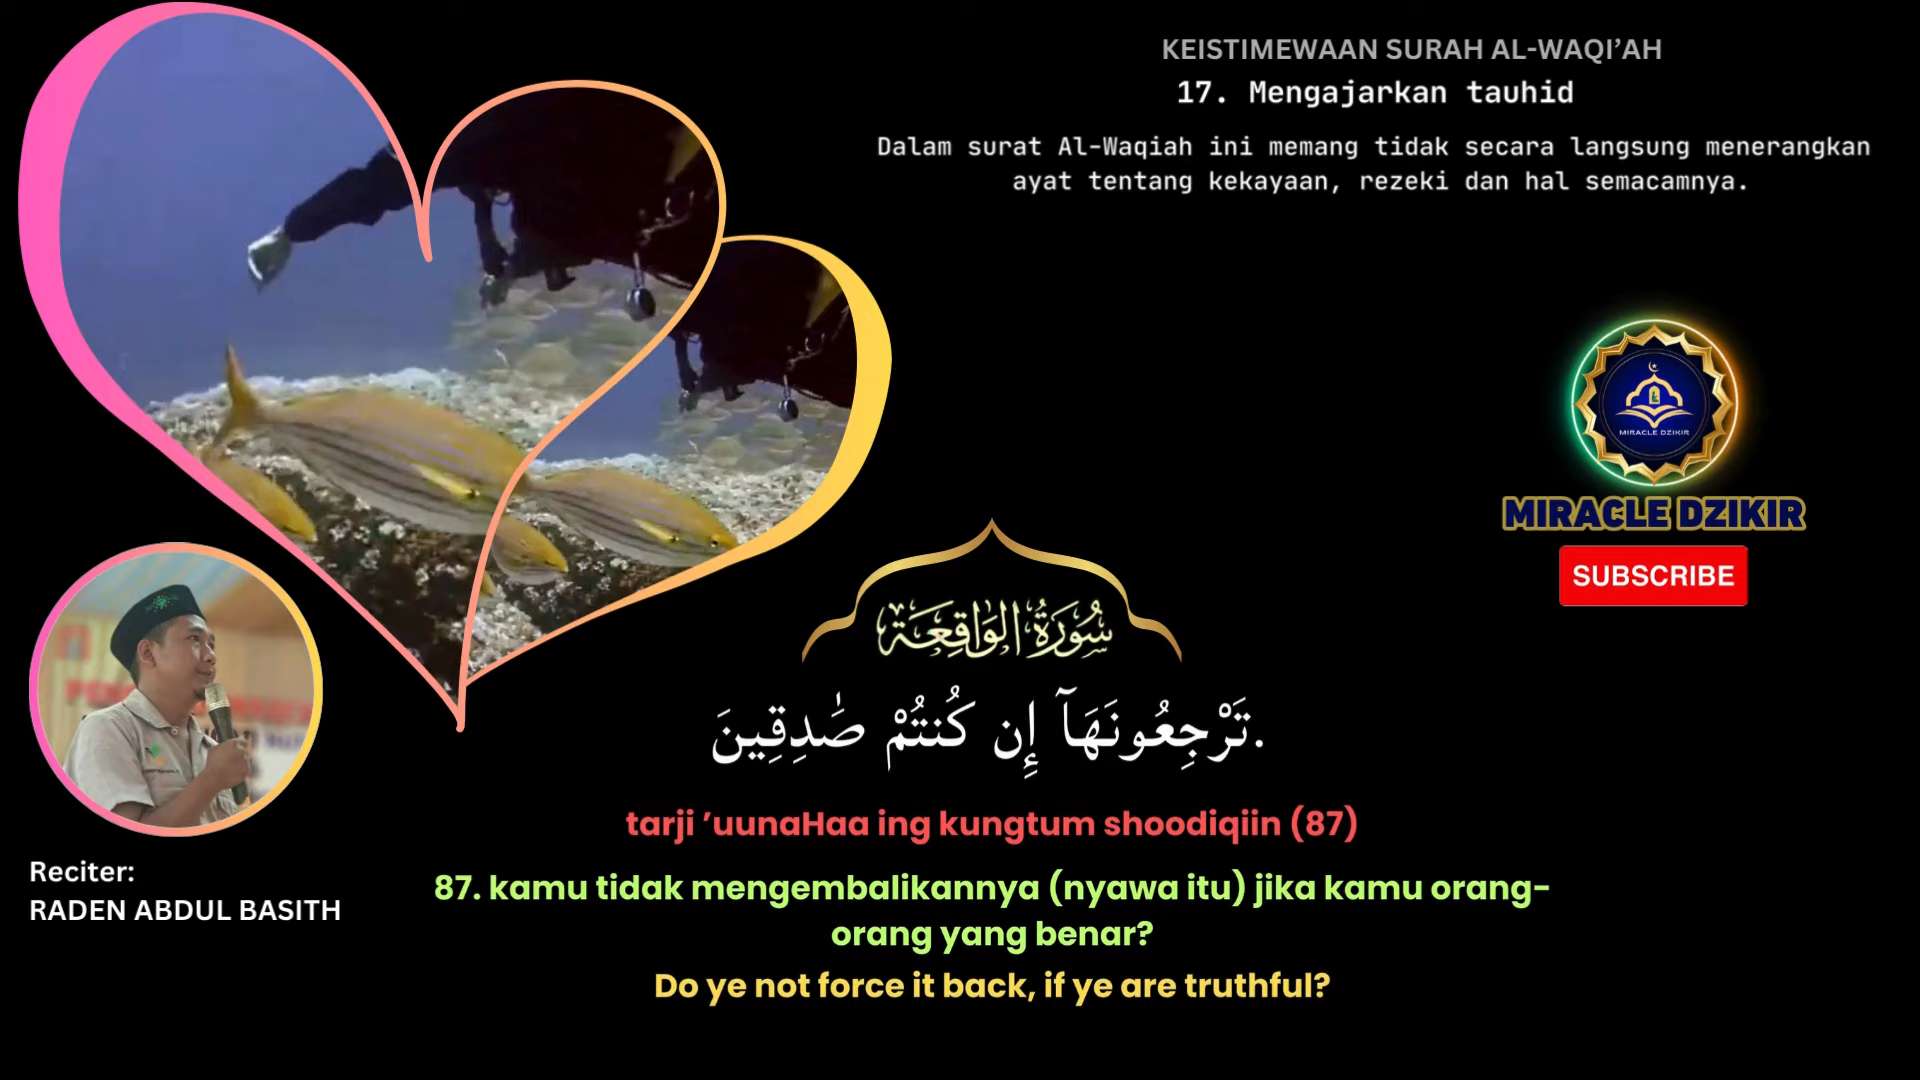 KEISTIMEWAAN SURAH AL-WAQI’AH
17. Mengajarkan tauhid
Dalam surat Al-Waqiah ini memang tidak secara langsung menerangkan
ayat tentang kekayaan, rezeki dan hal semacamnya.
MIRACLE DZIKIR
MIRACLE DZIKIR
SUBSCRIBE
سُورَةُ الوَاقِعَة
تَرْجِعُونَهَآ إِن كُنتُمْ صَٰدِقِينَ.
tarji ’uunaHaa ing kungtum shoodiqiin (87)
87. kamu tidak mengembalikannya (nyawa itu) jika kamu orang-
orang yang benar?
Do ye not force it back, if ye are truthful?
Reciter:
RADEN ABDUL BASITH